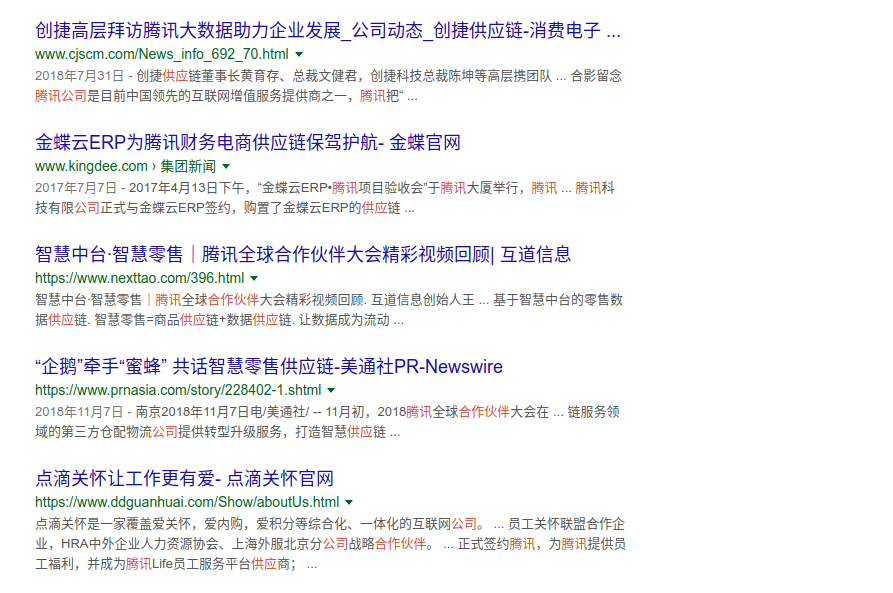 创捷高层拜访腾讯大数据助力企业发展_公司动态_创捷供应链-消费电子 ...
www.cjscm.com/News_info_692_70.html
2018年7月31日 - 创捷供应链董事长黄育存、总裁文健君，创捷科技总裁陈坤等高层携团队 ... 合影留念
腾讯公司是目前中国领先的互联网增值服务提供商之一，腾讯把“ ...
金蝶云ERP为腾讯财务电商供应链保驾护航- 金蝶官网
www.kingdee.com › 集团新闻
2017年7月7日 - 2017年4月13日下午，“金蝶云ERP•腾讯项目验收会”于腾讯大厦举行，腾讯 ... 腾讯科
技有限公司正式与金蝶云ERP签约，购置了金蝶云ERP的供应链 ...
智慧中台·智慧零售｜腾讯全球合作伙伴大会精彩视频回顾| 互道信息
https://www.nexttao.com/396.html
智慧中台·智慧零售｜腾讯全球合作伙伴大会精彩视频回顾. 互道信息创始人王 ... 基于智慧中台的零售数
据供应链. 智慧零售=商品供应链+数据供应链. 让数据成为流动 ...
“企鹅”牵手“蜜蜂” 共话智慧零售供应链-美通社PR-Newswire
https://www.prnasia.com/story/228402-1.shtml
2018年11月7日 - 南京2018年11月7日电/美通社/ -- 11月初，2018腾讯全球合作伙伴大会在 ... 链服务领
域的第三方仓配物流公司提供转型升级服务，打造智慧供应链 ...
点滴关怀让工作更有爱- 点滴关怀官网
https://www.ddguanhuai.com/Show/aboutUs.html
点滴关怀是一家覆盖爱关怀，爱内购，爱积分等综合化、一体化的互联网公司。 ... 员工关怀联盟合作企
业，HRA中外企业人力资源协会、上海外服北京分公司战略合作伙伴。 ... 正式签约腾讯，为腾讯提供员
工福利，并成为腾讯Life员工服务平台供应商； ...